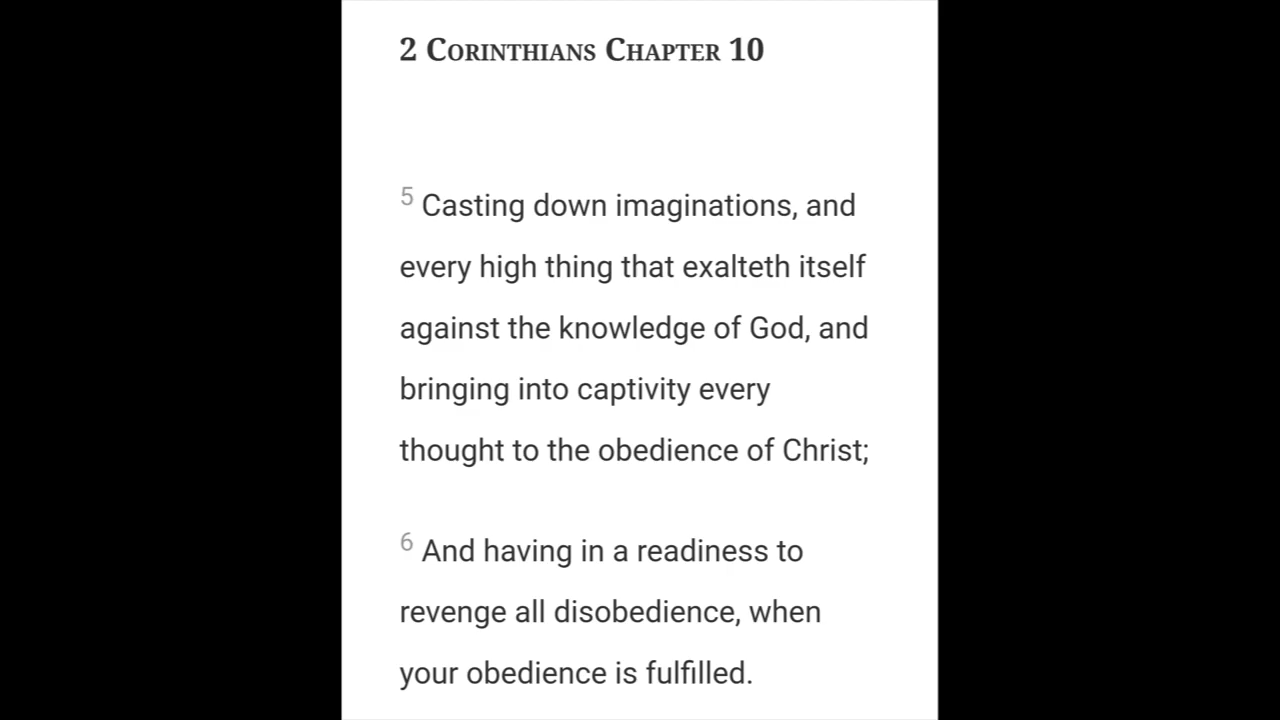 2 Corinthians Chapter 10
5 Casting down imaginations, and
every high thing that exalteth itself
against the knowledge of God, and
bringing into captivity every
thought to the obedience of Christ;
6 And having in a readiness to
revenge all disobedience, when
your obedience is fulfilled.